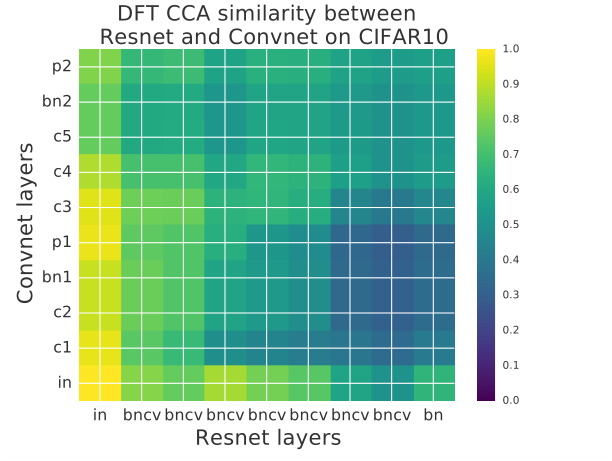 DFT CCA similarity between
Resnet and Convnet on CIFAR10
Convnet layers
p2
bn2
c5
c4
c3
p1
bn1
c2
c1
in
in bncv bncv bncv bncv bncv bncv bncv bn
Resnet layers
1.0
0.9
0.8
0.7
0.6
0.5
0.4
0.3
0.2
0.1
0.0